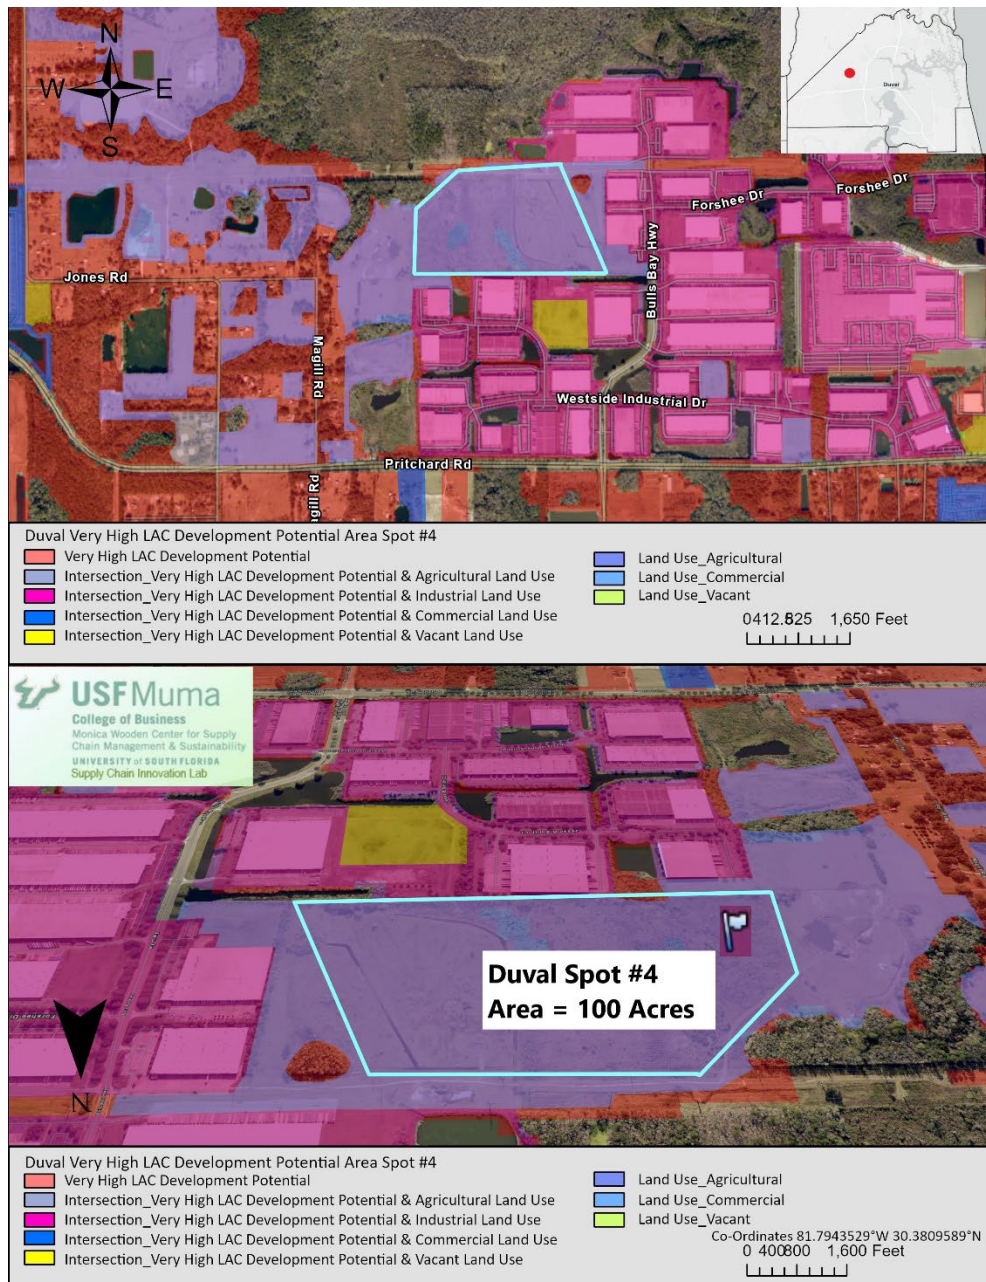 N
W E
S
Duval
Forshee Dr
Forshee Dr
Bulls Bay Hwy
Jones Rd
Magill Rd
Westside Industrial Dr
Pritchard Rd
agill Rd
Duval Very High LAC Development Potential Area Spot #4
Very High LAC Development Potential
Intersection_Very High LAC Development Potential & Agricultural Land Use
Intersection_Very High LAC Development Potential & Industrial Land Use
Intersection_Very High LAC Development Potential & Commercial Land Use
Intersection_Very High LAC Development Potential & Vacant Land Use
Land Use_Agricultural
Land Use_Commercial
Land Use_Vacant
0412.825 1,650 Feet
USF Muma
College of Business
Monica Wooden Center for Supply
Chain Management & Sustainability
UNIVERSITY of SOUTH FLORIDA
Supply Chain Innovation Lab
Duval Spot #4
Area = 100 Acres
N
Duval Very High LAC Development Potential Area Spot #4
Very High LAC Development Potential
Intersection_Very High LAC Development Potential & Agricultural Land Use
Intersection_Very High LAC Development Potential & Industrial Land Use
Intersection_Very High LAC Development Potential & Commercial Land Use
Intersection_Very High LAC Development Potential & Vacant Land Use
Land Use_Agricultural
Land Use_Commercial
Land Use_Vacant
Co-Ordinates 81.7943529°W 30.3809589°N
0 400800 1,600 Feet